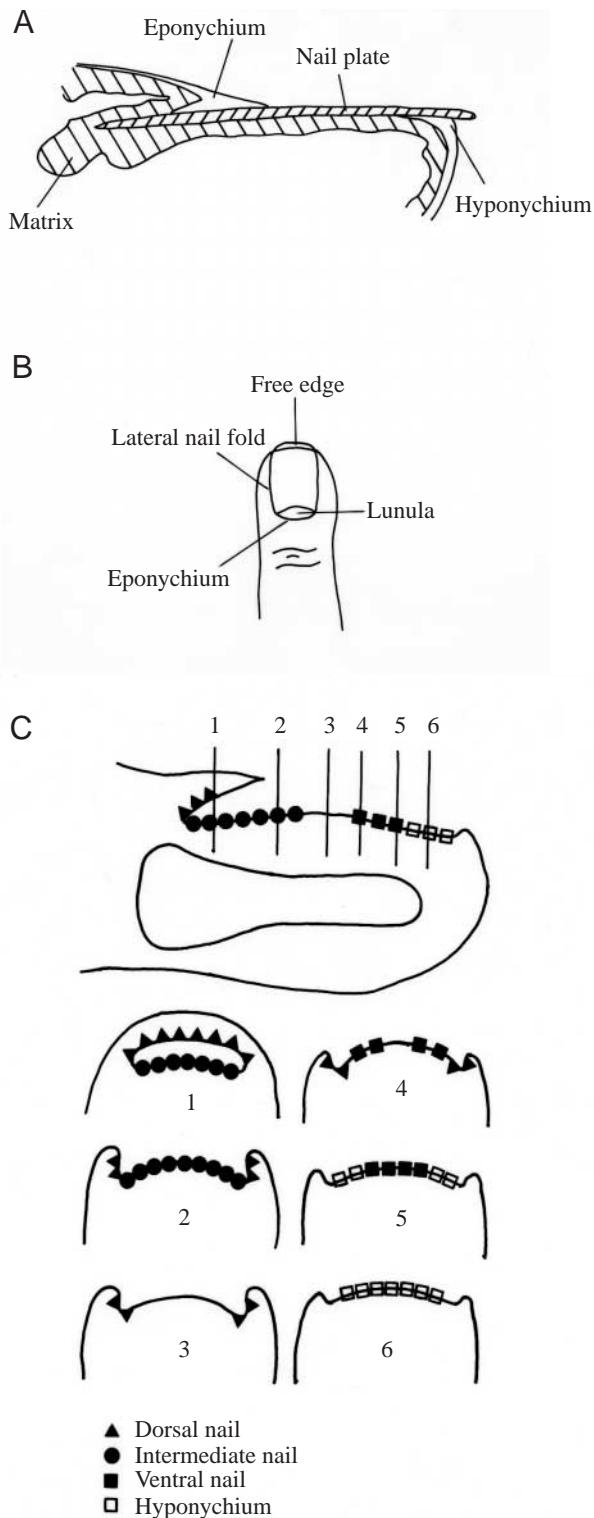 A
Eponychium
Nail plate
Matrix
Hyponychium
B
Free edge
Lateral nail fold
Lunula
Eponychium
C
1 2 3 4 5 6
1 4
2 5
3 6
Dorsal nail
Intermediate nail
Ventral nail
Hyponychium